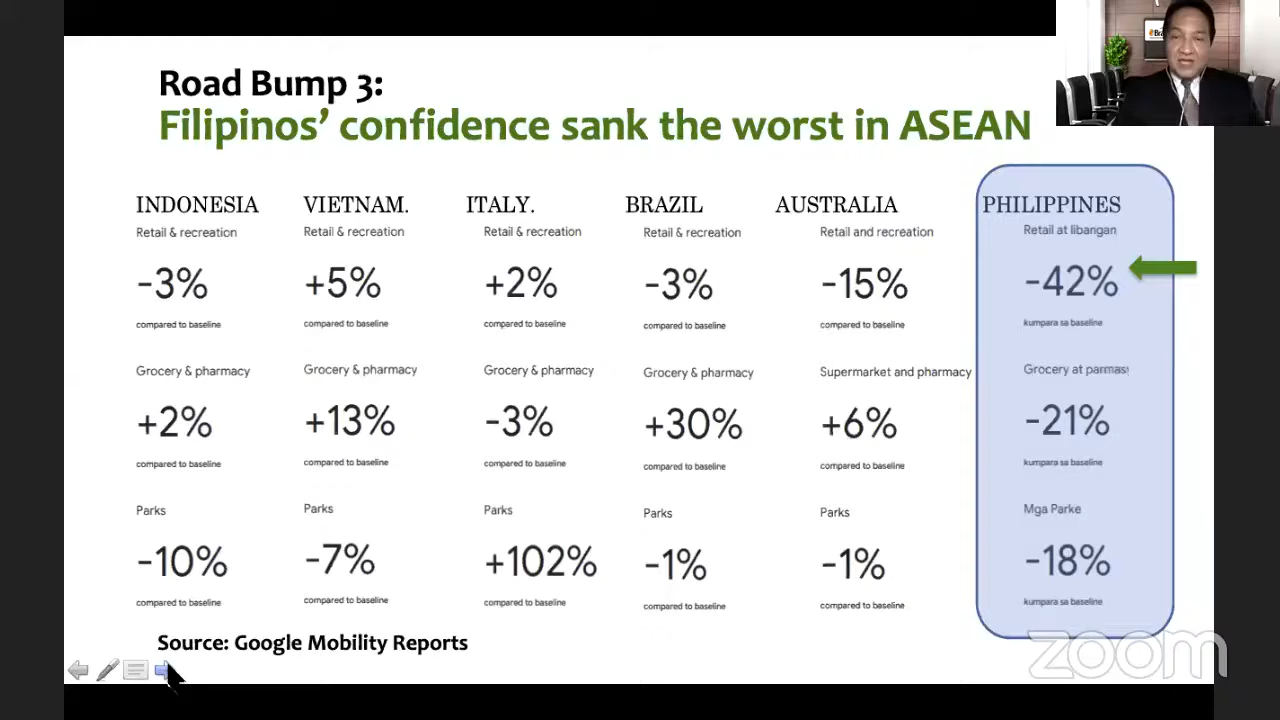 Road Bump 3:
Filipinos’ confidence sank the worst in ASEAN
INDONESIA
Retail & recreation
-3%
compared to baseline
Grocery & pharmacy
+2%
compared to baseline
Parks
-10%
compared to baseline
VIETNAM.
Retail & recreation
+5%
compared to baseline
Grocery & pharmacy
+13%
compared to baseline
Parks
-7%
compared to baseline
ITALY.
Retail & recreation
+2%
compared to baseline
Grocery & pharmacy
-3%
compared to baseline
Parks
+102%
compared to baseline
BRAZIL
Retail & recreation
-3%
compared to baseline
Grocery & pharmacy
+30%
compared to baseline
Parks
-1%
compared to baseline
AUSTRALIA
Retail and recreation
-15%
compared to baseline
Supermarket and pharmacy
+6%
compared to baseline
Parks
-1%
compared to baseline
PHILIPPINES
Retail at libangan
-42%
kumpara sa baseline
Grocery at
-21%
kumpara sa baseline
Mga Parke
-18%
kumpara sa baseline
Source: Google Mobility Reports
zoom